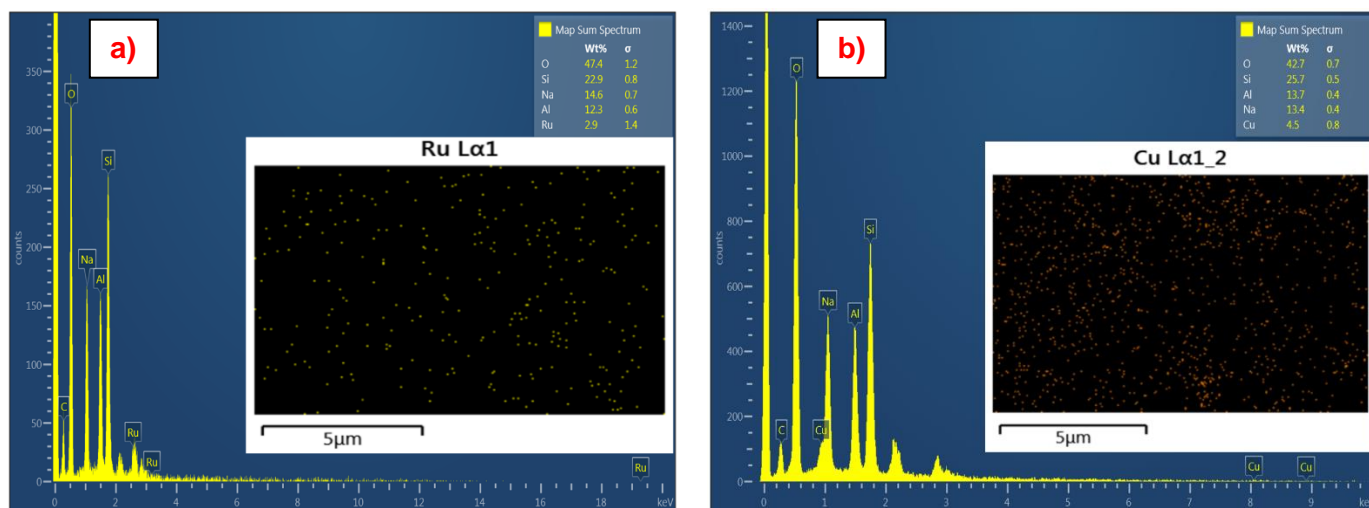 a)
Map Sum Spectrum
Wt% σ
O 47.4 1.2
Si 22.9 0.8
Na 14.6 0.7
Al 12.3 0.6
Ru 2.9 1.4
350
300
250
200
150
100
50
0
counts
O
Si
Na
Al
C
Ru
Ru
Ru
Ru Lα1
5μm
0 2 4 6 8 10 12 14 16 18 keV
b)
Map Sum Spectrum
Wt% σ
O 42.7 0.7
Si 25.7 0.5
Al 13.7 0.4
Na 13.4 0.4
Cu 4.5 0.8
1400
1200
1000
800
600
400
200
0
counts
O
Si
Na
Al
C
Cu
Cu
Cu
Cu Lα1_2
5μm
0 1 2 3 4 5 6 7 8 9 ke